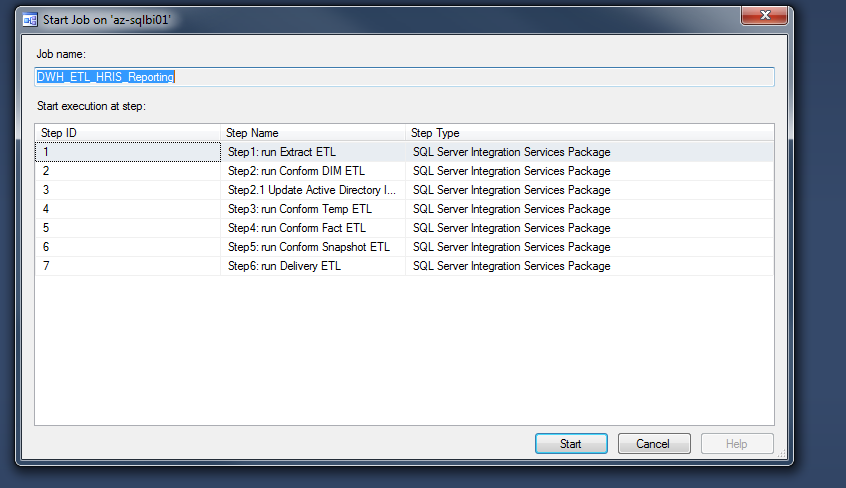 Start Job on 'az-sqlbi01'
Job name:
DWH_ETL_HRIS_Reporting
Start execution at step:
Step ID Step Name Step Type
1 Step1: run Extract ETL SQL Server Integration Services Package
2 Step2: run Conform DIM ETL SQL Server Integration Services Package
3 Step2.1 Update Active Directory I... SQL Server Integration Services Package
4 Step3: run Conform Temp ETL SQL Server Integration Services Package
5 Step4: run Conform Fact ETL SQL Server Integration Services Package
6 Step5: run Conform Snapshot ETL SQL Server Integration Services Package
7 Step6: run Delivery ETL SQL Server Integration Services Package
Start Cancel Help